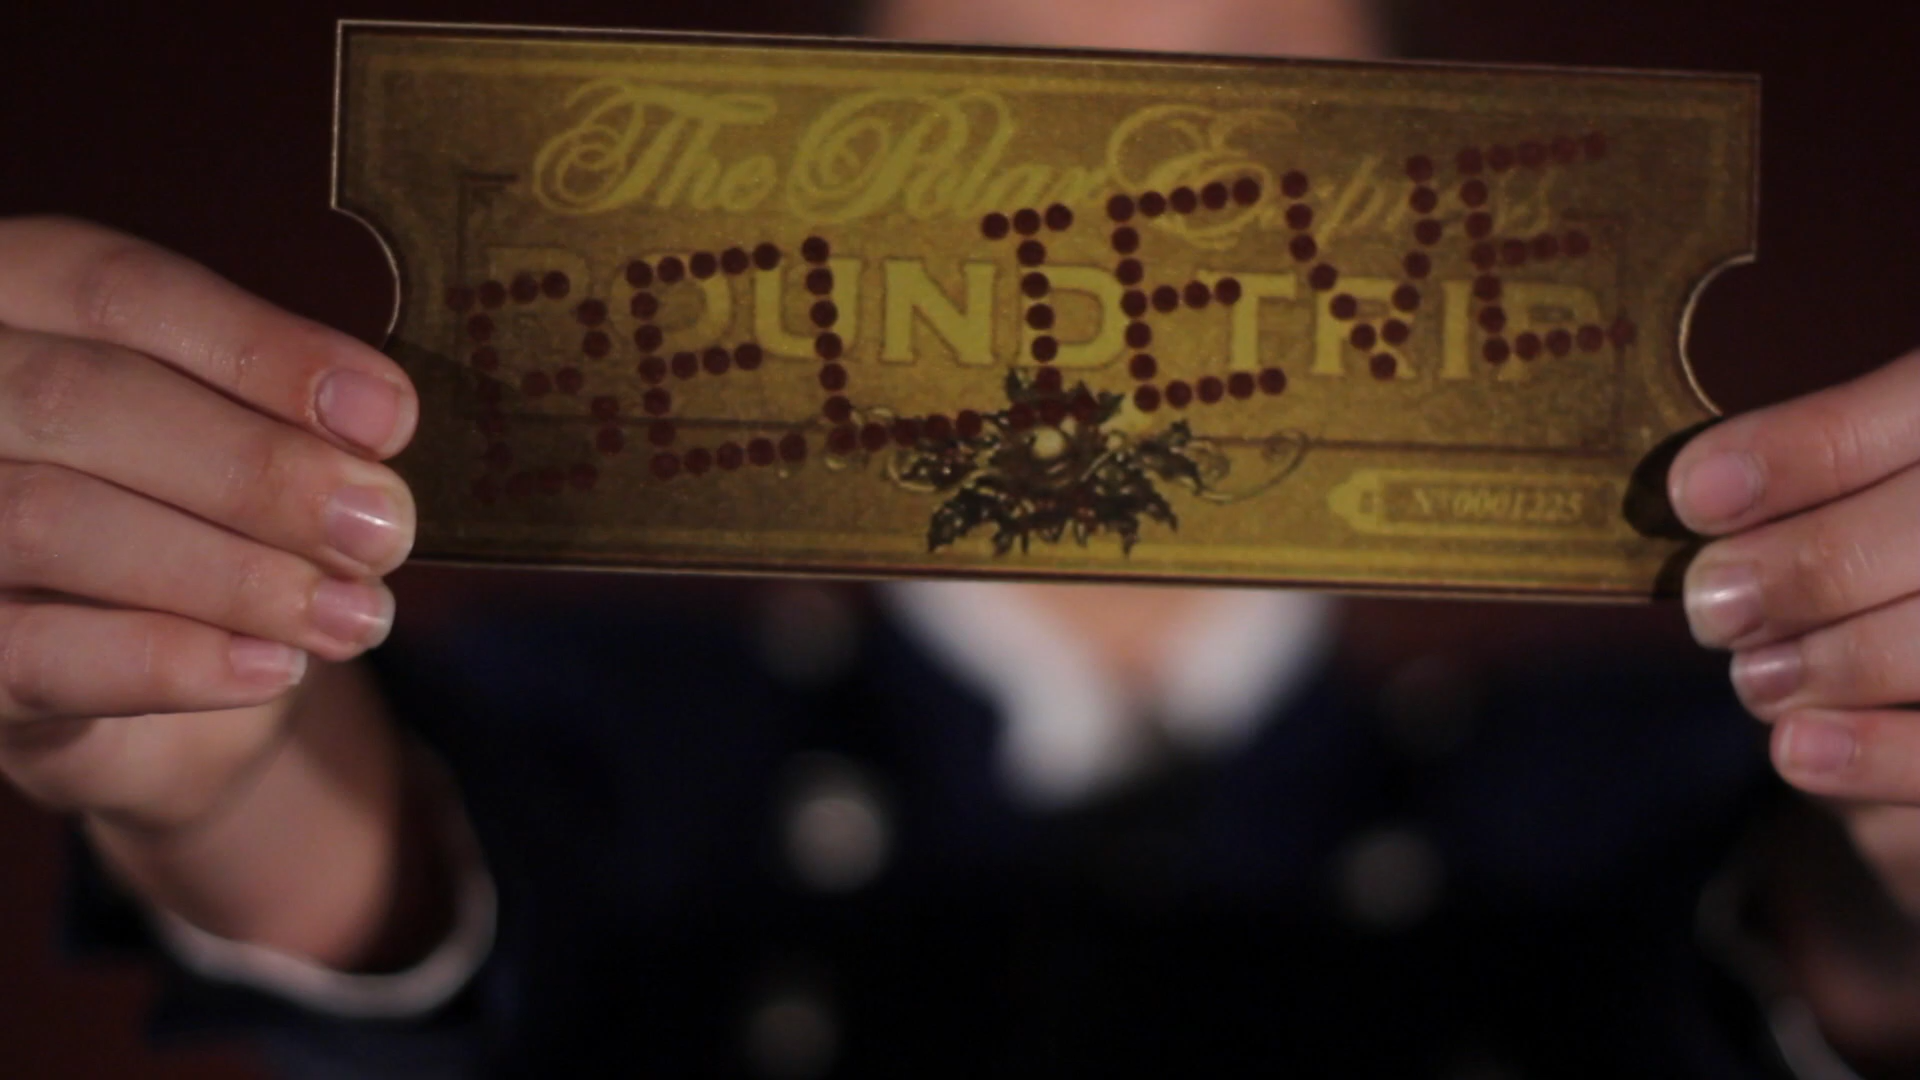 The Polar Express
ROUND TRIP
BELIEVE
Nº 0001225